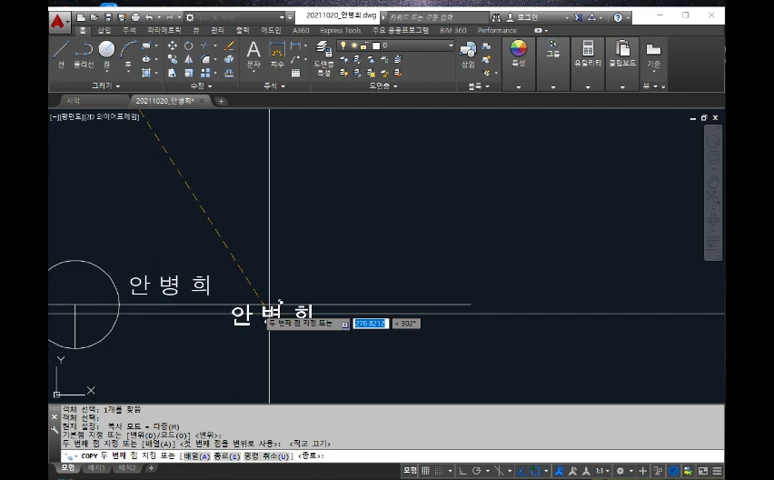 20211020_안병희.dwg
키워드 또는 구문 입력
로그인
홈 삽입 주석 파라메트릭 뷰 관리 출력 애드인 A360 Express Tools 주요 응용프로그램 BIM 360 Performance
선 폴리선 원 호 문자 치수 도면층 특성 삽입 특성 그룹 유틸리티 클립보드 기준
그리기 수정 주석 도면층 블록 뷰
시작 20211020_안병희*
[−][평면도][2D 와이어프레임]
안 병 희
안 병 희
두 번째 점 지정 또는 < 302°
Y
X
객체 선택: 1개를 찾음
객체 선택:
현재 설정: 복사 모드 = 다중(M)
기본점 지정 또는 [변위(D)/모드(O)] <변위>:
두 번째 점 지정 또는 [배열(A)] <첫 번째 점을 변위로 사용>: <직교 끄기>
COPY 두 번째 점 지정 또는 [배열(A) 종료(E) 명령 취소(U)] <종료>:
모형 배치1 배치2 + 모형 1:1